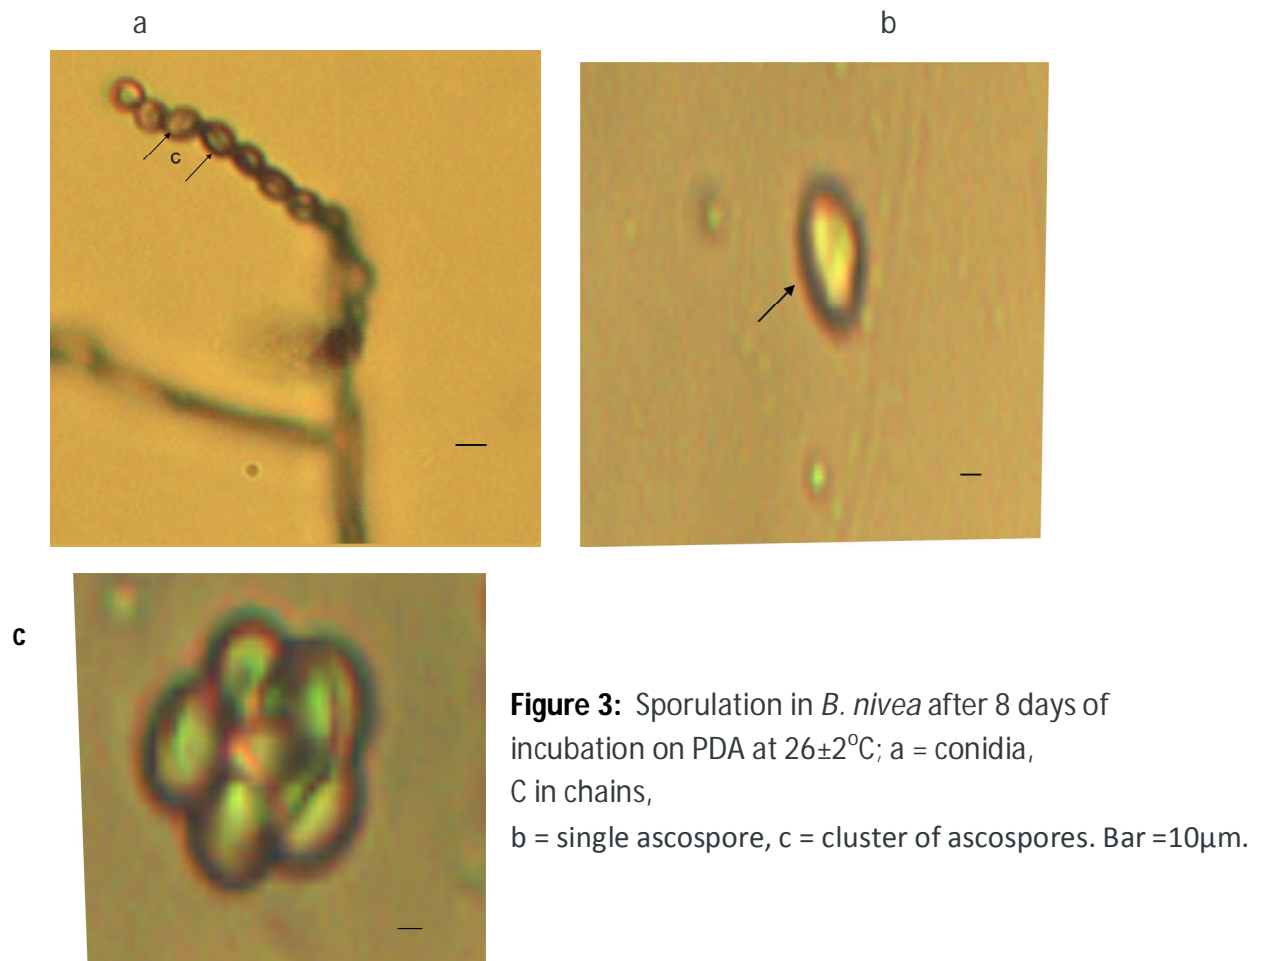 a
b
c
c
Figure 3: Sporulation in B. nivea after 8 days of
incubation on PDA at 26±2°C; a = conidia,
C in chains,
b = single ascospore, c = cluster of ascospores. Bar =10µm.